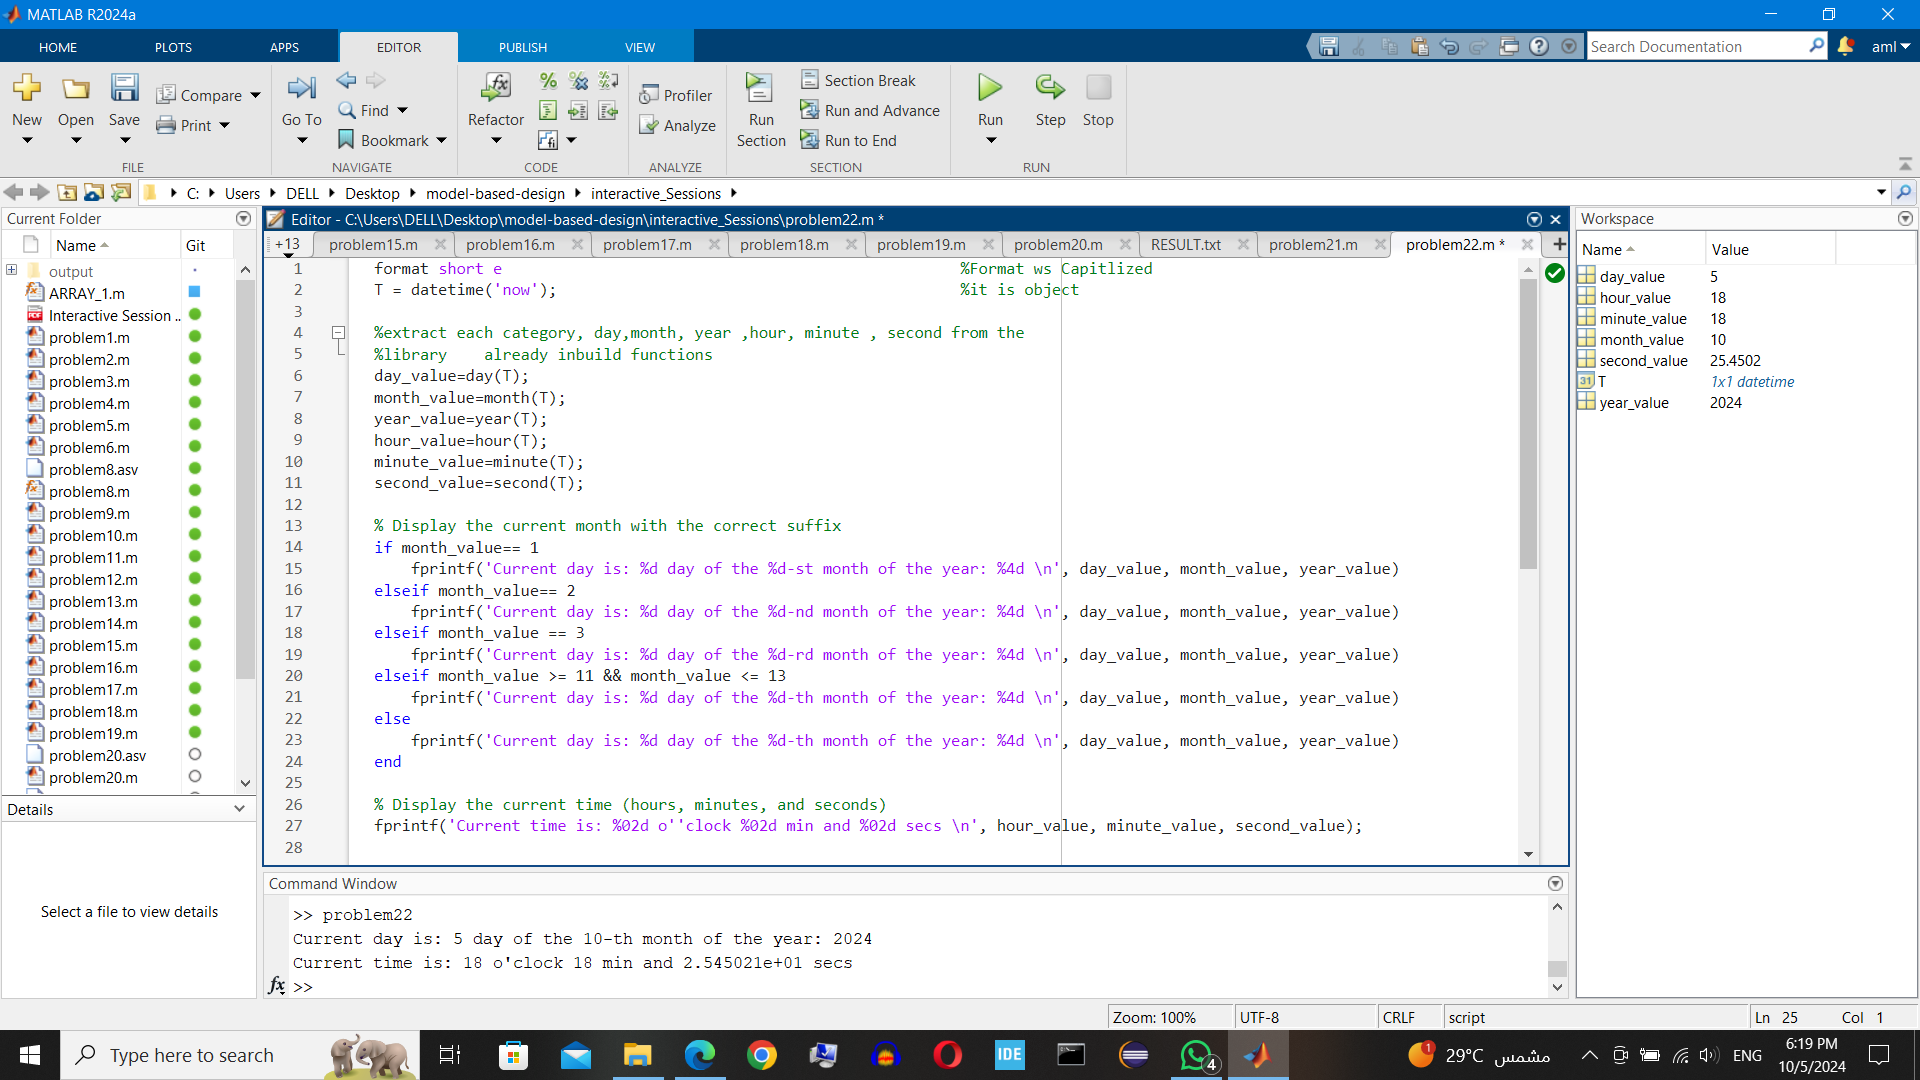 MATLAB R2024a
HOME PLOTS APPS EDITOR PUBLISH VIEW
Search Documentation
aml
New Open Save
Compare
Print
FILE
Go To
Find
Bookmark
NAVIGATE
Refactor
CODE
Profiler
Analyze
ANALYZE
Run Section
Section Break
Run and Advance
Run to End
SECTION
Run Step Stop
RUN
C: Users DELL Desktop model-based-design interactive_Sessions
Current Folder
Name Git
output
ARRAY_1.m
Interactive Session ..
problem1.m
problem2.m
problem3.m
problem4.m
problem5.m
problem6.m
problem8.asv
problem8.m
problem9.m
problem10.m
problem11.m
problem12.m
problem13.m
problem14.m
problem15.m
problem16.m
problem17.m
problem18.m
problem19.m
problem20.asv
problem20.m
Details
Select a file to view details
Editor - C:\Users\DELL\Desktop\model-based-design\interactive_Sessions\problem22.m *
+13 problem15.m problem16.m problem17.m problem18.m problem19.m problem20.m RESULT.txt problem21.m problem22.m *
1 format short e %Format ws Capitlized
2 T = datetime('now'); %it is object
3
4 %extract each category, day,month, year ,hour, minute , second from the
5 %library    already inbuild functions
6 day_value=day(T);
7 month_value=month(T);
8 year_value=year(T);
9 hour_value=hour(T);
10 minute_value=minute(T);
11 second_value=second(T);
12
13 % Display the current month with the correct suffix
14 if month_value== 1
15     fprintf('Current day is: %d day of the %d-st month of the year: %4d \n', day_value, month_value, year_value)
16 elseif month_value== 2
17     fprintf('Current day is: %d day of the %d-nd month of the year: %4d \n', day_value, month_value, year_value)
18 elseif month_value == 3
19     fprintf('Current day is: %d day of the %d-rd month of the year: %4d \n', day_value, month_value, year_value)
20 elseif month_value >= 11 && month_value <= 13
21     fprintf('Current day is: %d day of the %d-th month of the year: %4d \n', day_value, month_value, year_value)
22 else
23     fprintf('Current day is: %d day of the %d-th month of the year: %4d \n', day_value, month_value, year_value)
24 end
25
26 % Display the current time (hours, minutes, and seconds)
27 fprintf('Current time is: %02d o''clock %02d min and %02d secs \n', hour_value, minute_value, second_value);
28
Command Window
>> problem22
Current day is: 5 day of the 10-th month of the year: 2024
Current time is: 18 o'clock 18 min and 2.545021e+01 secs
fx >>
Workspace
Name Value
day_value 5
hour_value 18
minute_value 18
month_value 10
second_value 25.4502
T 1x1 datetime
year_value 2024
Zoom: 100% UTF-8 CRLF script Ln 25 Col 1
Type here to search
IDE
4
1
29°C مشمس
ENG
6:19 PM
10/5/2024